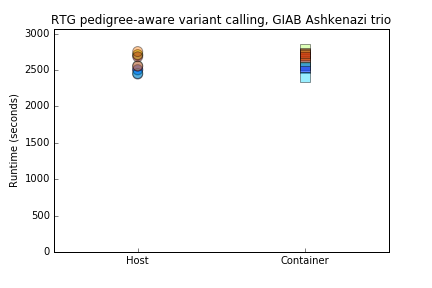 RTG pedigree-aware variant calling, GIAB Ashkenazi trio
3000
2500
2000
1500
1000
500
0
Runtime (seconds)
Host Container